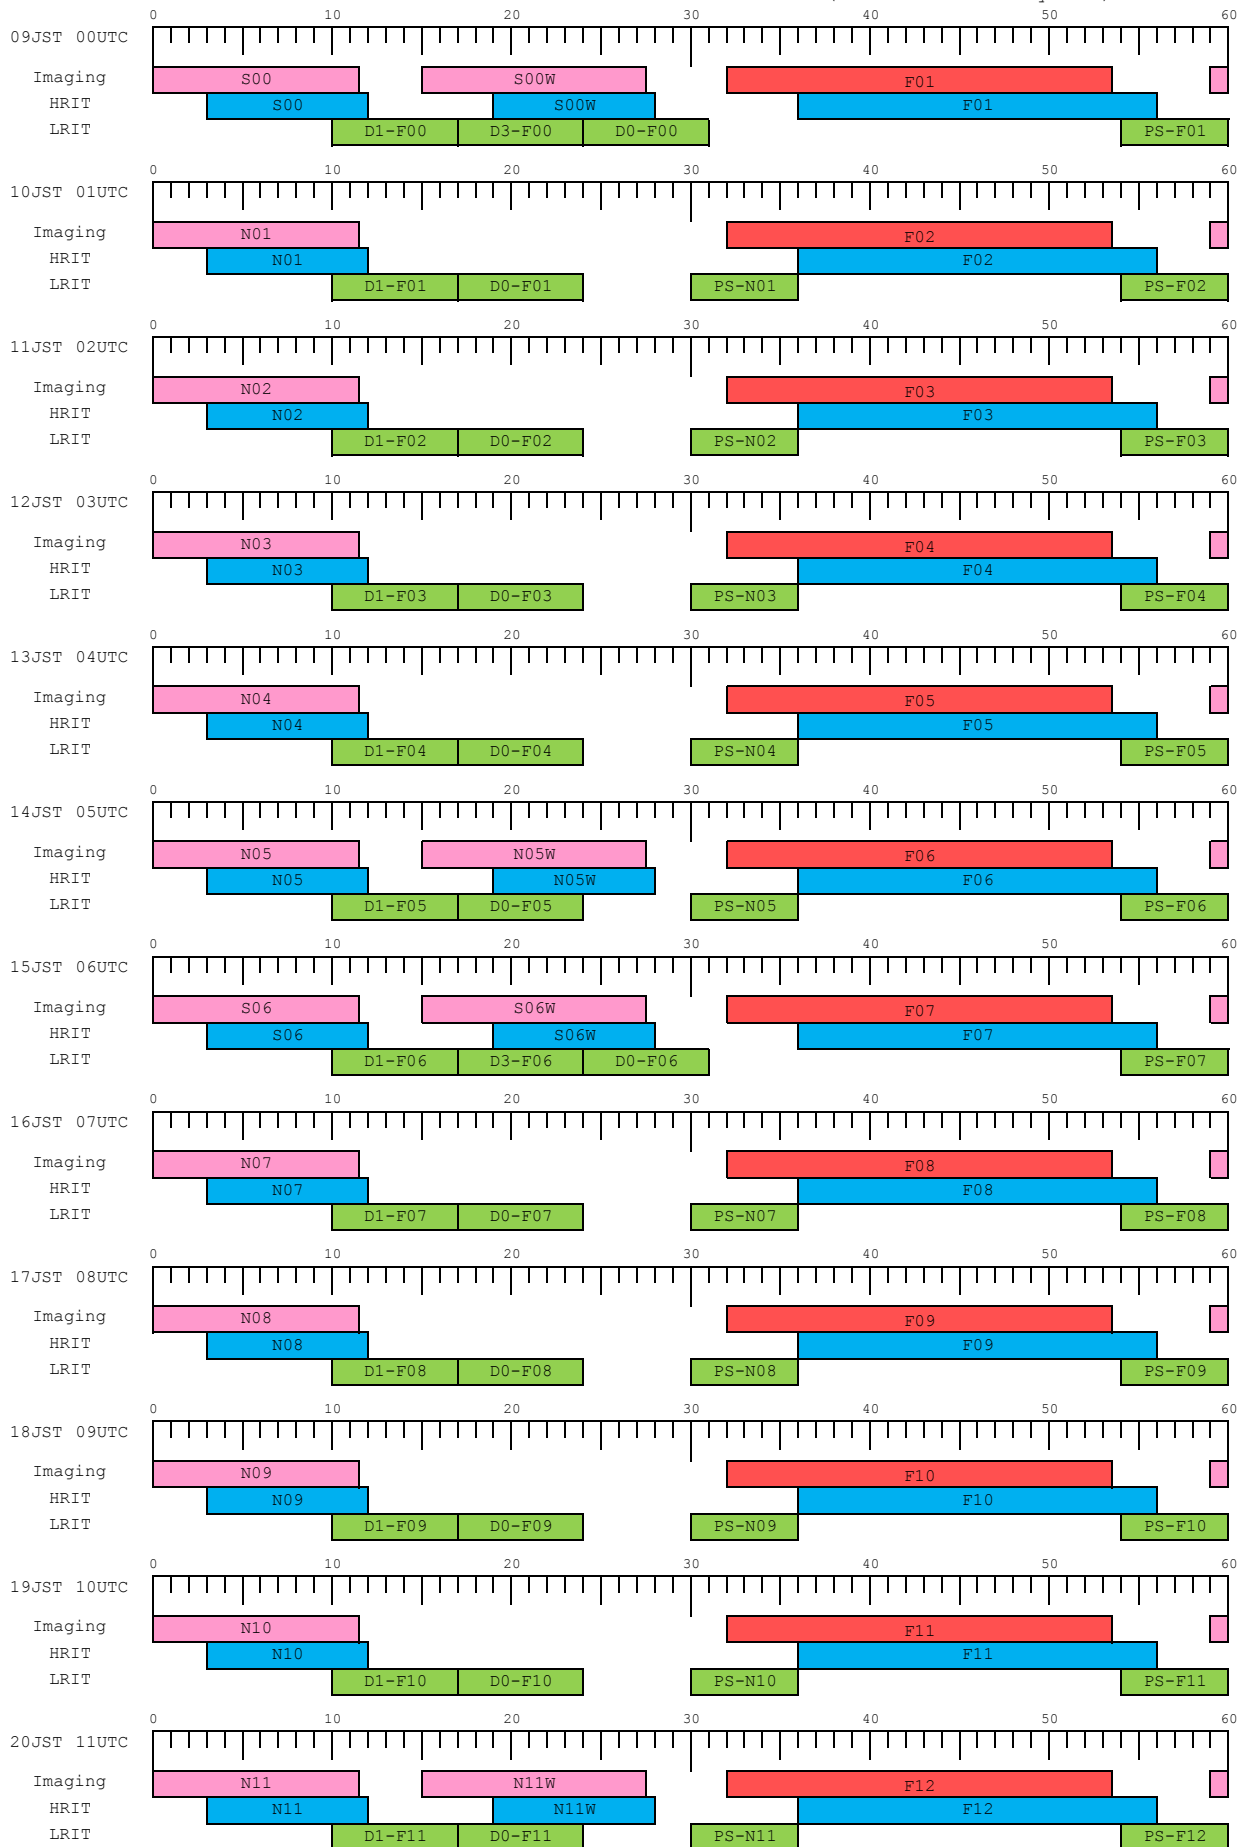 0 10 20 30 40 50 60
09JST 00UTC
Imaging S00 S00W F01
HRIT S00 S00W F01
LRIT D1-F00 D3-F00 D0-F00 PS-F01
0 10 20 30 40 50 60
10JST 01UTC
Imaging N01 F02
HRIT N01 F02
LRIT D1-F01 D0-F01 PS-N01 PS-F02
0 10 20 30 40 50 60
11JST 02UTC
Imaging N02 F03
HRIT N02 F03
LRIT D1-F02 D0-F02 PS-N02 PS-F03
0 10 20 30 40 50 60
12JST 03UTC
Imaging N03 F04
HRIT N03 F04
LRIT D1-F03 D0-F03 PS-N03 PS-F04
0 10 20 30 40 50 60
13JST 04UTC
Imaging N04 F05
HRIT N04 F05
LRIT D1-F04 D0-F04 PS-N04 PS-F05
0 10 20 30 40 50 60
14JST 05UTC
Imaging N05 N05W F06
HRIT N05 N05W F06
LRIT D1-F05 D0-F05 PS-N05 PS-F06
0 10 20 30 40 50 60
15JST 06UTC
Imaging S06 S06W F07
HRIT S06 S06W F07
LRIT D1-F06 D3-F06 D0-F06 PS-F07
0 10 20 30 40 50 60
16JST 07UTC
Imaging N07 F08
HRIT N07 F08
LRIT D1-F07 D0-F07 PS-N07 PS-F08
0 10 20 30 40 50 60
17JST 08UTC
Imaging N08 F09
HRIT N08 F09
LRIT D1-F08 D0-F08 PS-N08 PS-F09
0 10 20 30 40 50 60
18JST 09UTC
Imaging N09 F10
HRIT N09 F10
LRIT D1-F09 D0-F09 PS-N09 PS-F10
0 10 20 30 40 50 60
19JST 10UTC
Imaging N10 F11
HRIT N10 F11
LRIT D1-F10 D0-F10 PS-N10 PS-F11
0 10 20 30 40 50 60
20JST 11UTC
Imaging N11 N11W F12
HRIT N11 N11W F12
LRIT D1-F11 D0-F11 PS-N11 PS-F12